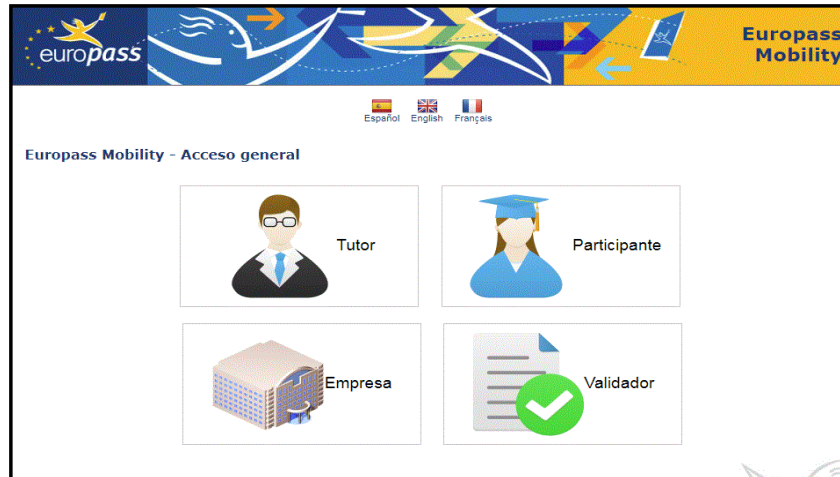 europass
Europass
Mobility
Español English Français
Europass Mobility - Acceso general
Tutor
Participante
Empresa
Validador